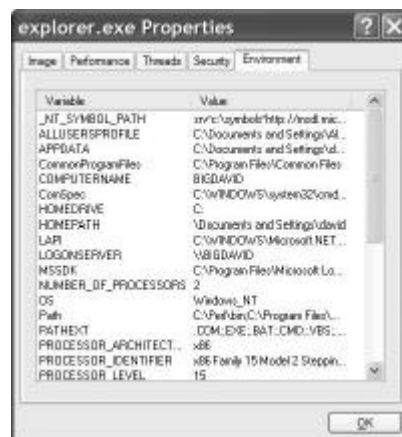 explorer.exe Properties
Image Performance Threads Security Environment
Variable Value
_NT_SYMBOL_PATH srv*c:\symbols*http://msdl.mic...
ALLUSERSPROFILE C:\Documents and Settings\Al...
APPDATA C:\Documents and Settings\d...
CommonProgramFiles C:\Program Files\Common Files
COMPUTERNAME BIGDAVID
ComSpec C:\WINDOWS\system32\cmd...
HOMEDRIVE C:
HOMEPATH \Documents and Settings\david
LAPI C:\WINDOWS\Microsoft.NET...
LOGONSERVER \\BIGDAVID
MSSDK C:\Program Files\Microsoft Lo...
NUMBER_OF_PROCESSORS 2
OS Windows_NT
Path C:\Perl\bin;C:\Program Files\...
PATHEXT .COM;.EXE;.BAT;.CMD;.VBS;...
PROCESSOR_ARCHITECT... x86
PROCESSOR_IDENTIFIER x86 Family 15 Model 2 Steppin...
PROCESSOR_LEVEL 15
OK